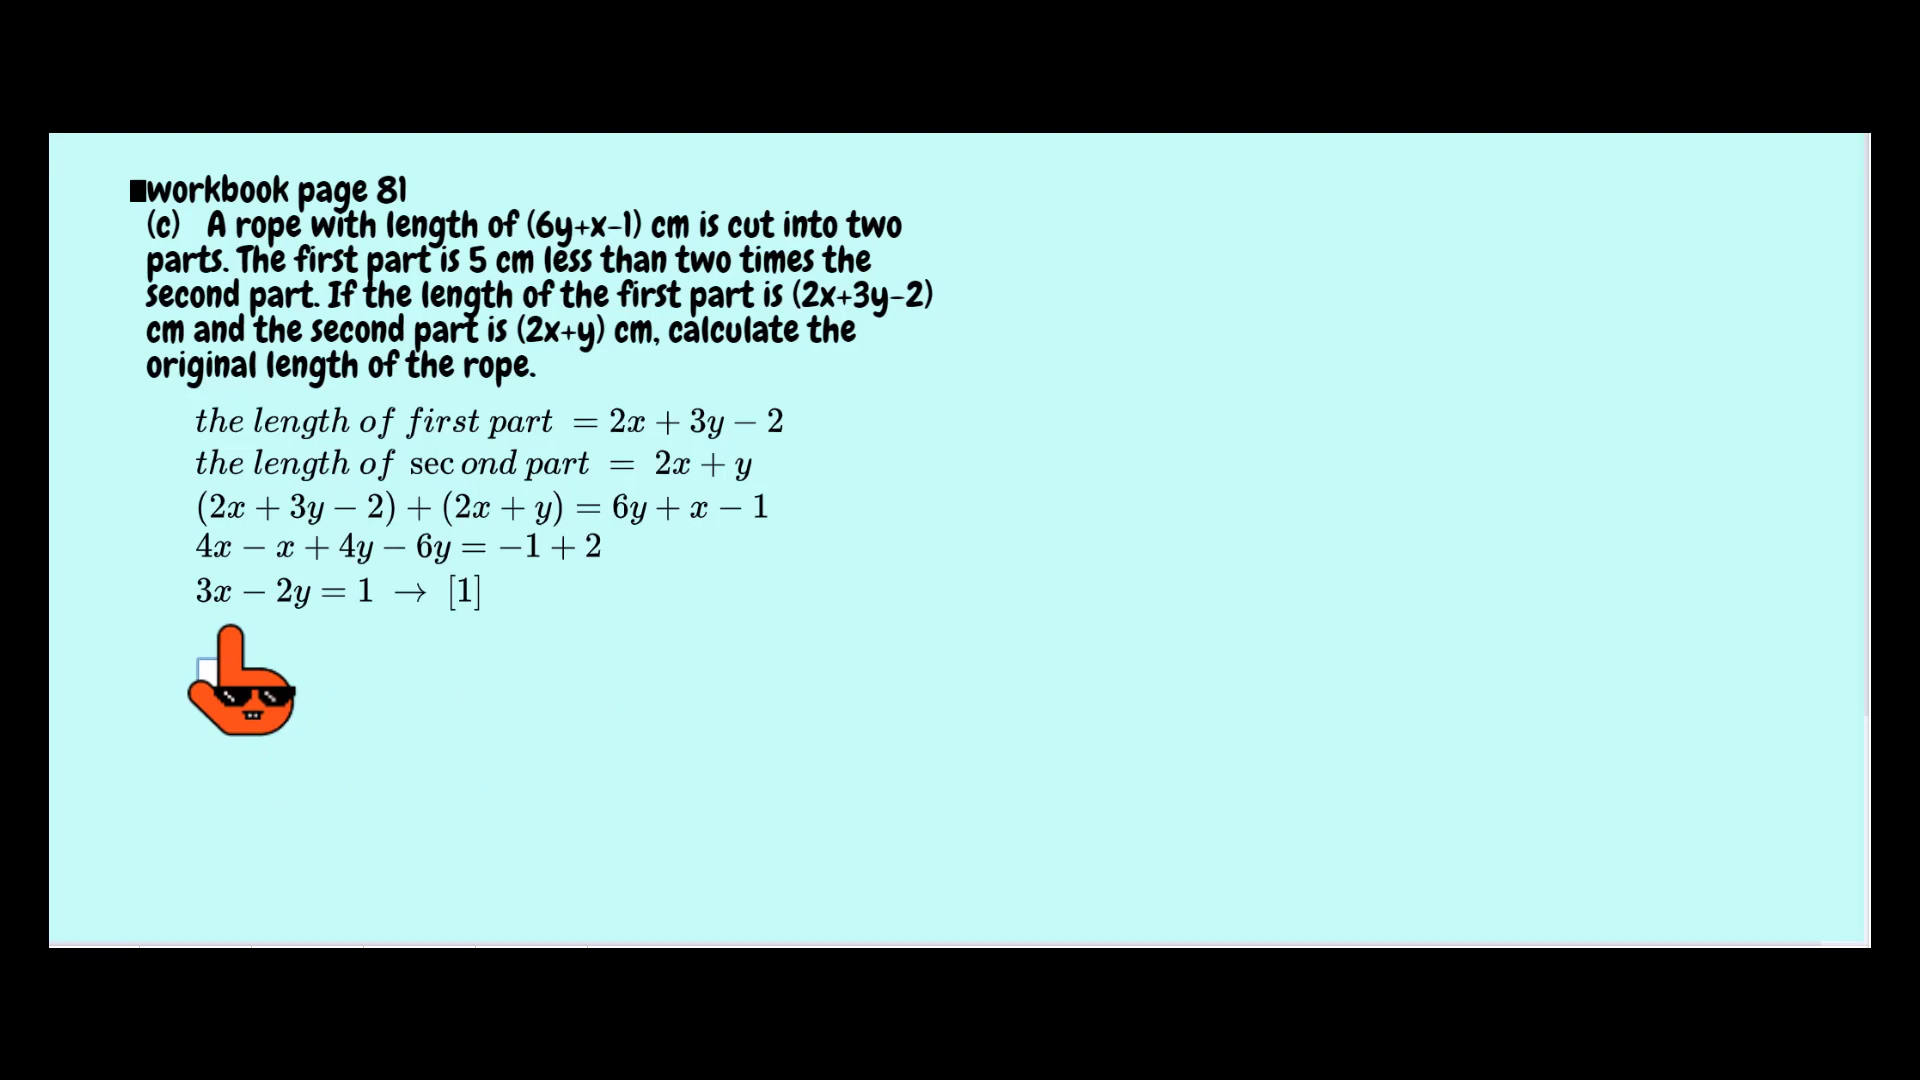 workbook page 81
(c) A rope with length of (6y+x-1) cm is cut into two
parts. The first part is 5 cm less than two times the
second part. If the length of the first part is (2x+3y-2)
cm and the second part is (2x+y) cm, calculate the
original length of the rope.
the length of first part = 2x + 3y − 2
the length of sec ond part = 2x + y
(2x + 3y − 2) + (2x + y) = 6y + x − 1
4x − x + 4y − 6y = −1 + 2
3x − 2y = 1 → [1]